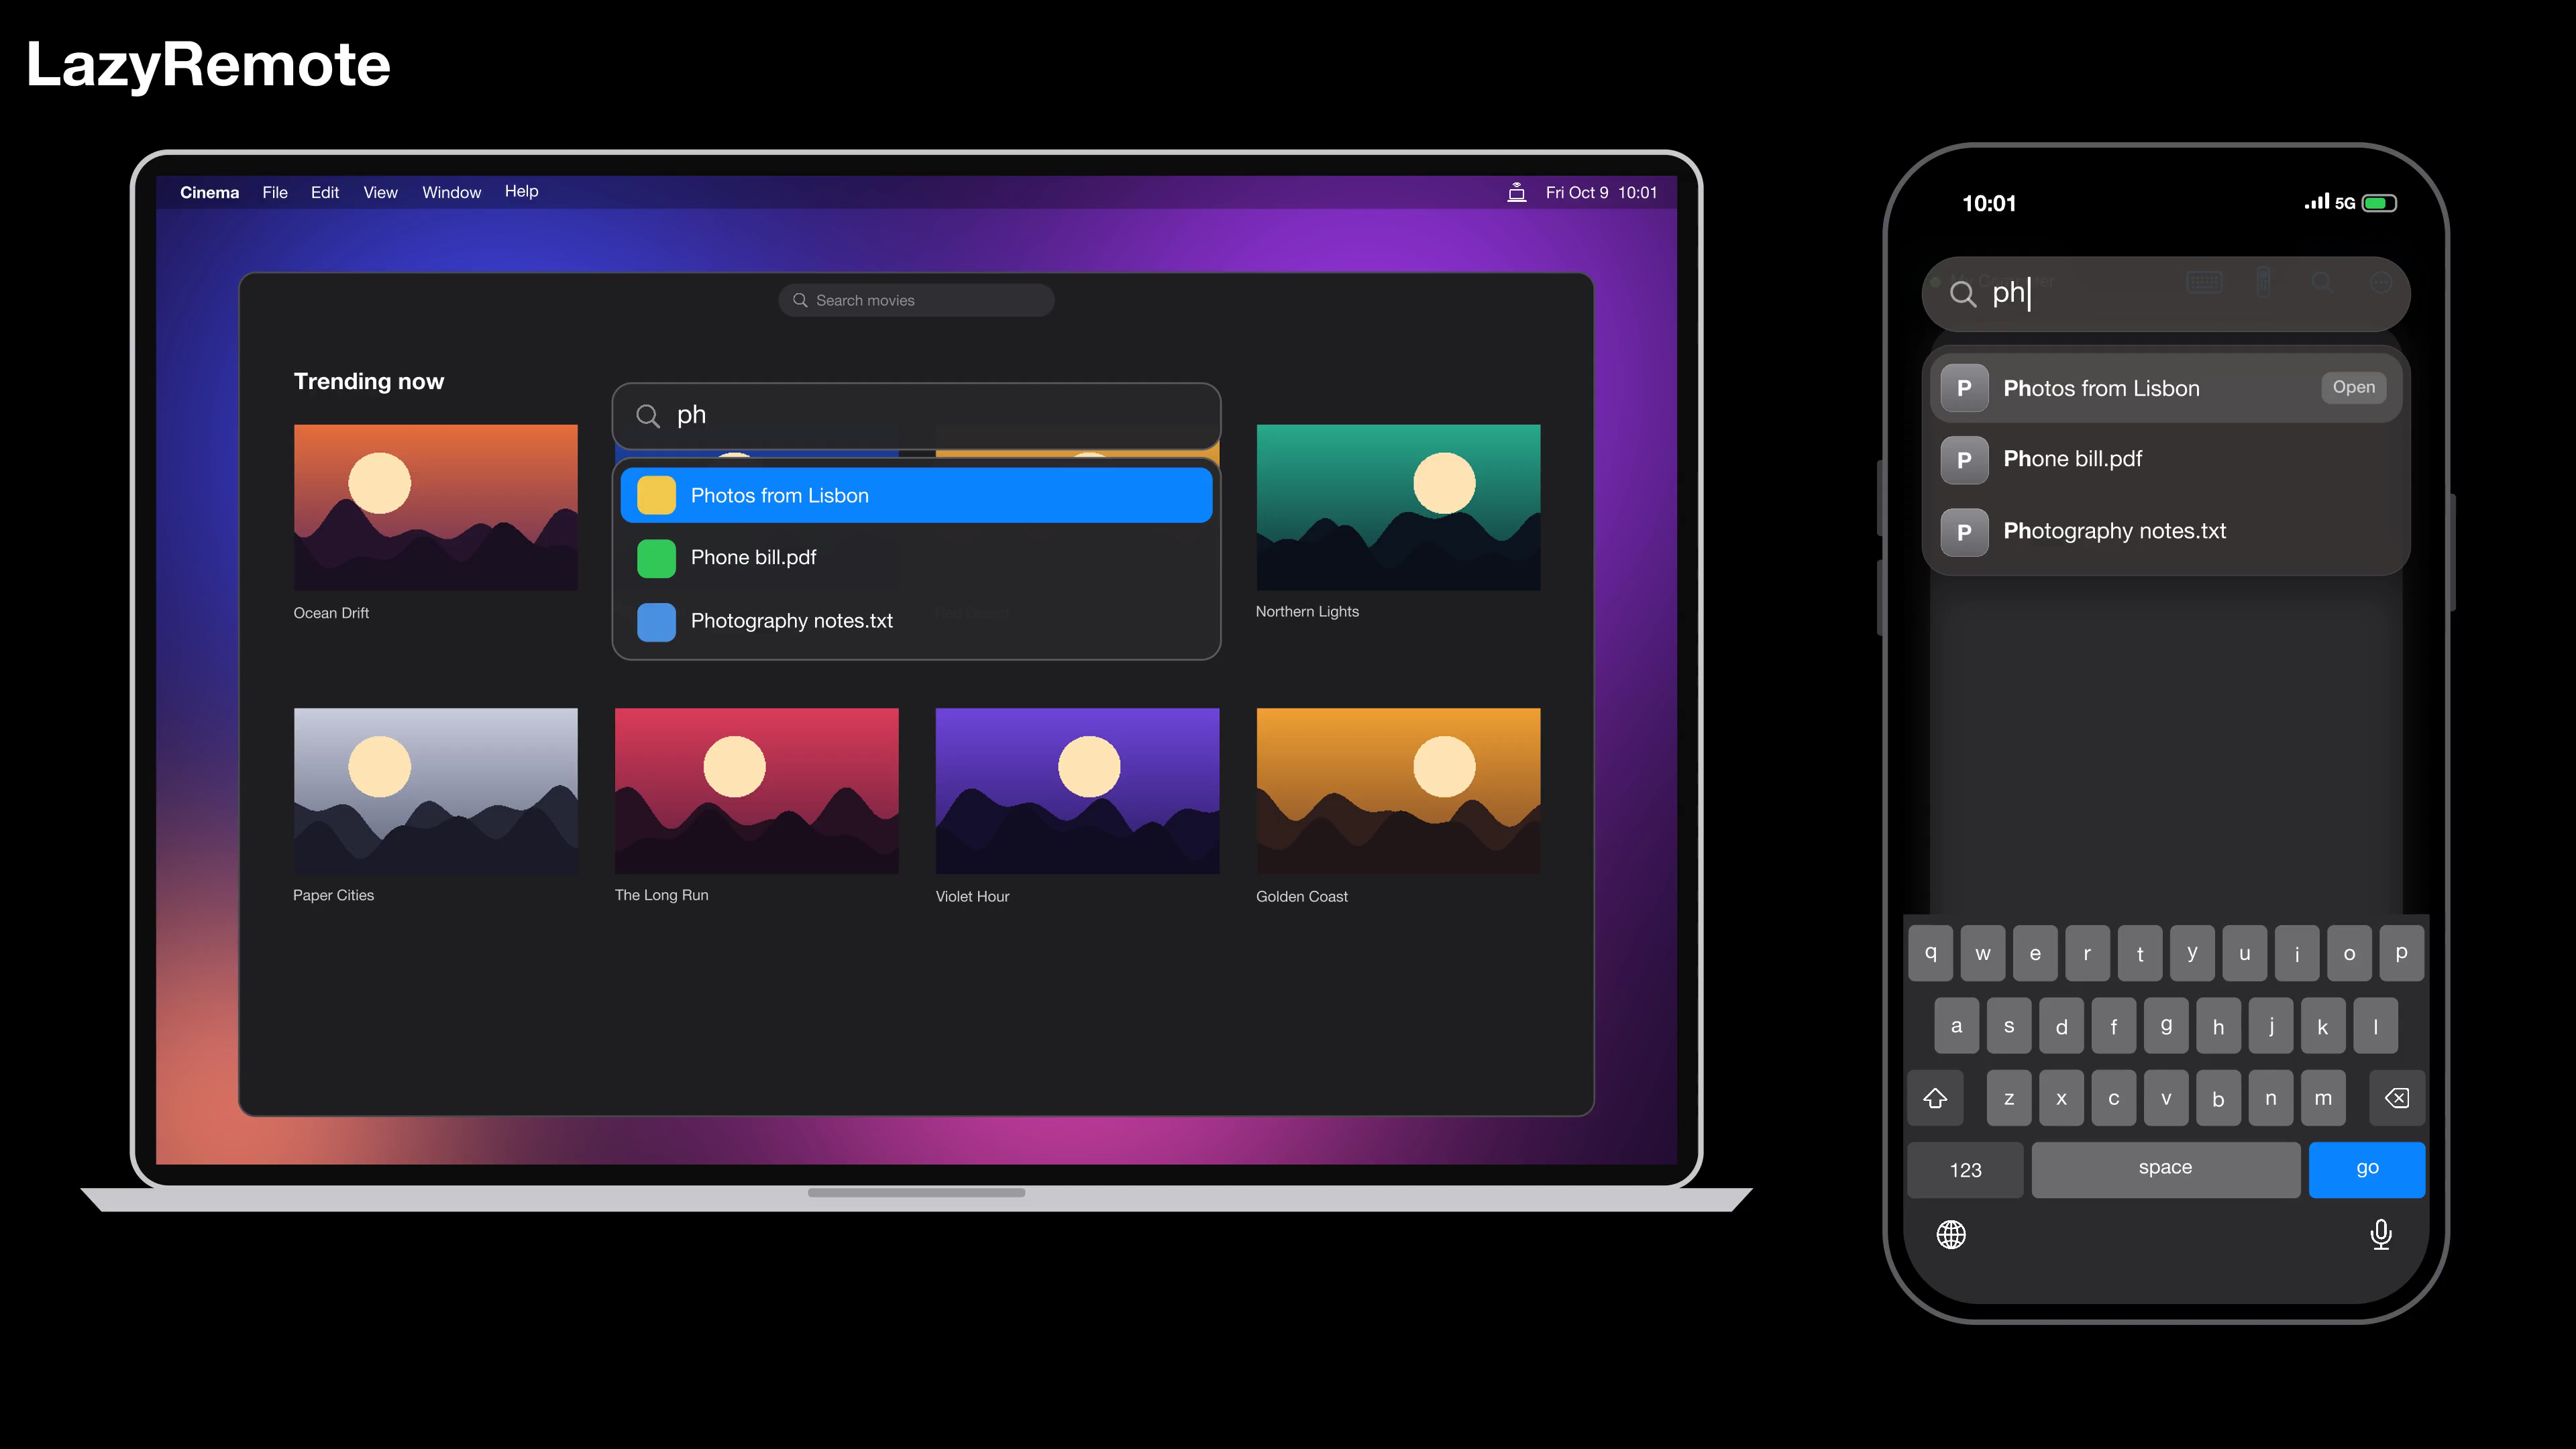 LazyRemote
Cinema File Edit View Window Help
Fri Oct 9 10:01
Search movies
Trending now
ph
Photos from Lisbon
Phone bill.pdf
Photography notes.txt
Ocean Drift
Northern Lights
Paper Cities
The Long Run
Violet Hour
Golden Coast
10:01
5G
ph
P Photos from Lisbon Open
P Phone bill.pdf
P Photography notes.txt
q w e r t y u i o p
a s d f g h j k l
z x c v b n m
123 space go